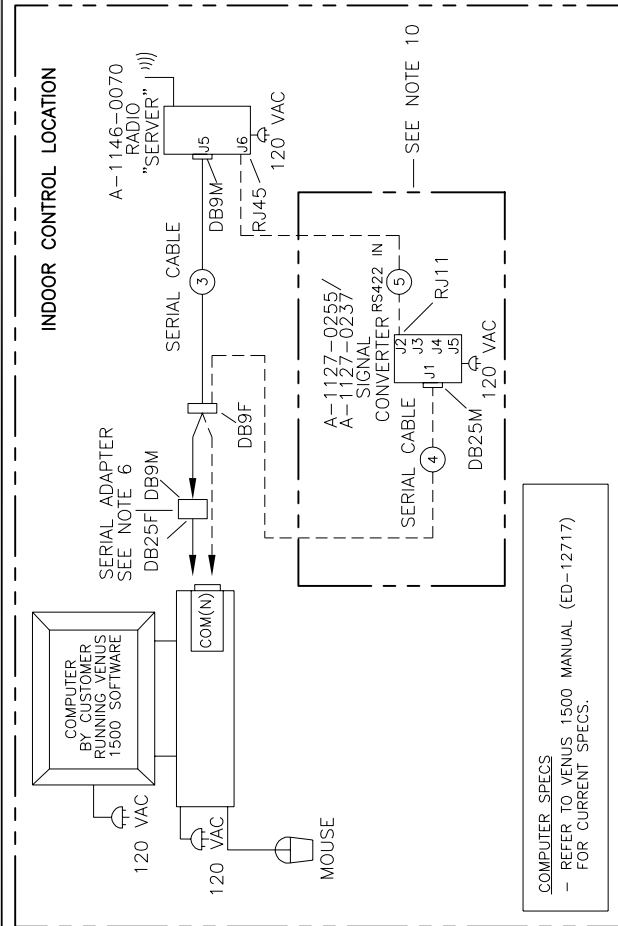 INDOOR CONTROL LOCATION
A-1146-0070
RADIO
"SERVER"
J5
J6
DB9M
RJ45
120 VAC
SERIAL CABLE
3
DB9F
SERIAL ADAPTER
SEE NOTE 6
DB25F
DB9M
COM(N)
COMPUTER
BY CUSTOMER
RUNNING VENUS
1500 SOFTWARE
120 VAC
120 VAC
MOUSE
SEE NOTE 10
A-1127-0255/
A-1127-0237
SIGNAL
CONVERTER
RS422 IN
5
RJ11
J1
J2
J3
J4
J5
120 VAC
DB25M
SERIAL CABLE
4
COMPUTER SPECS
- REFER TO VENUS 1500 MANUAL (ED-12717)
FOR CURRENT SPECS.